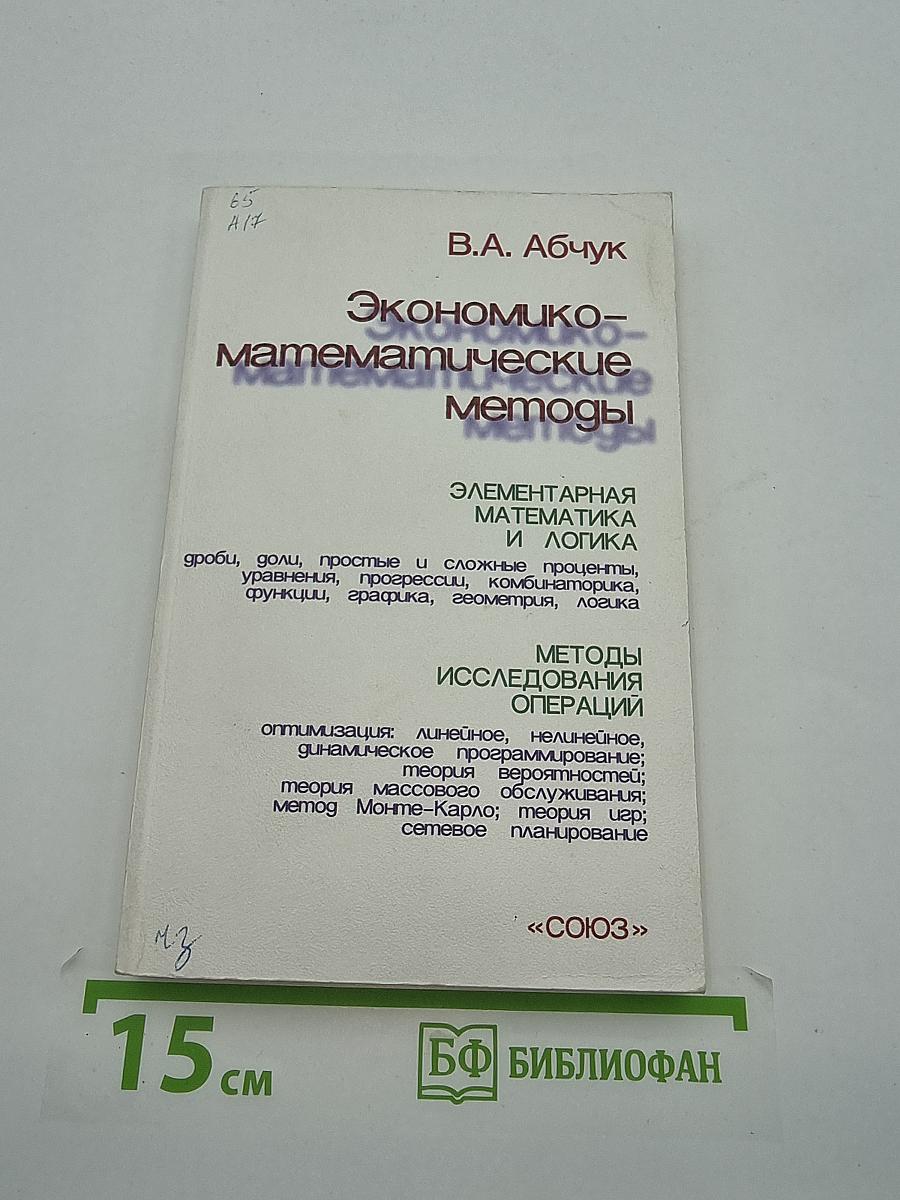 65
А17
В.А. Абчук
Экономико-
математические
методы
ЭЛЕМЕНТАРНАЯ
МАТЕМАТИКА
И ЛОГИКА
дроби, доли, простые и сложные проценты,
уравнения, прогрессии, комбинаторика,
функции, графика, геометрия, логика
МЕТОДЫ
ИССЛЕДОВАНИЯ
ОПЕРАЦИЙ
оптимизация: линейное, нелинейное,
динамическое программирование;
теория вероятностей;
теория массового обслуживания;
метод Монте-Карло; теория игр;
сетевое планирование
«СОЮЗ»
15 см
БФ БИБЛИОФАН